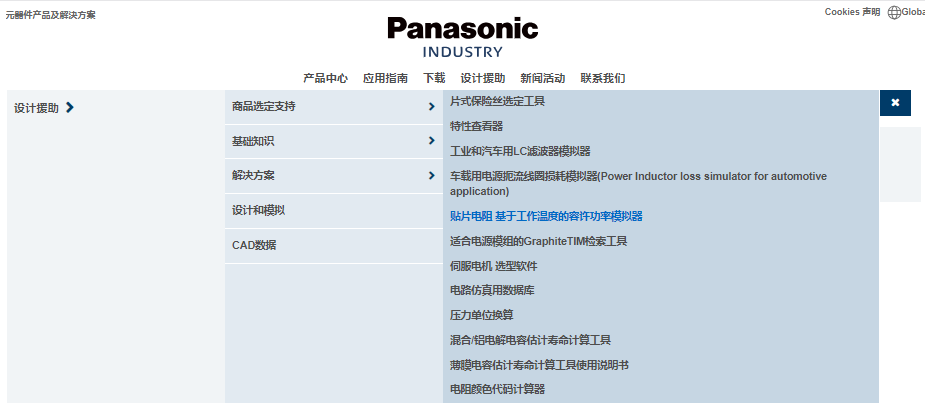 元器件产品及解决方案
Cookies 声明
Globa
Panasonic
INDUSTRY
产品中心 应用指南 下载 设计援助 新闻活动 联系我们
设计援助
商品选定支持
基础知识
解决方案
设计和模拟
CAD数据
片式保险丝选定工具
特性查看器
工业和汽车用LC滤波器模拟器
车载用电源扼流线圈损耗模拟器(Power Inductor loss simulator for automotive
application)
贴片电阻 基于工作温度的容许功率模拟器
适合电源模组的GraphiteTIM检索工具
伺服电机 选型软件
电路仿真用数据库
压力单位换算
混合/铝电解电容估计寿命计算工具
薄膜电容估计寿命计算工具使用说明书
电阻颜色代码计算器